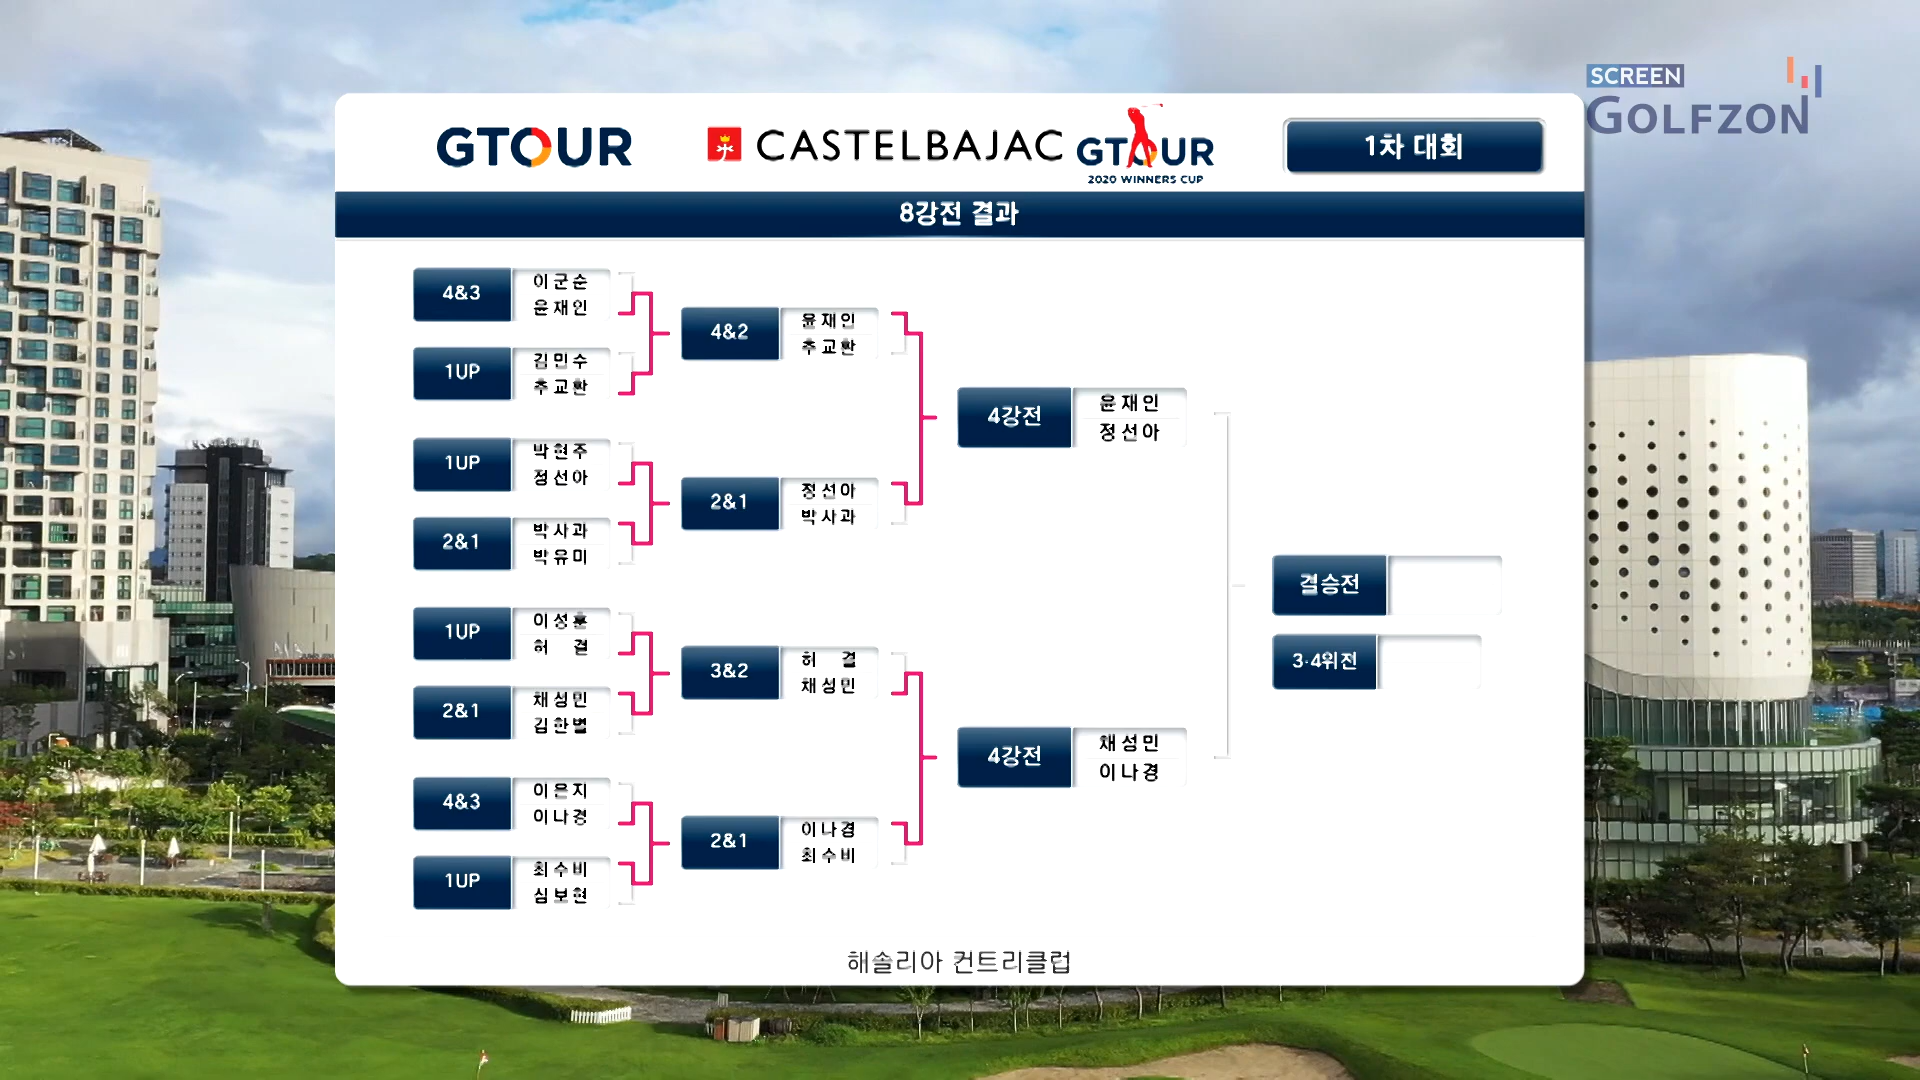 SCREEN
GOLFZON
GTOUR
CASTELBAJAC
GTOUR
2020 WINNERS CUP
1차 대회
8강전 결과
4&3
이군순
윤재인
1UP
김민수
추교환
1UP
박현주
정선아
2&1
박사과
박유미
1UP
이성훈
허 결
2&1
채성민
김한별
4&3
이은지
이나경
1UP
최수비
심보현
4&2
윤재인
추교환
2&1
정선아
박사과
3&2
허 결
채성민
2&1
이나경
최수비
4강전
윤재인
정선아
4강전
채성민
이나경
결승전
3·4위전
해솔리아 컨트리클럽